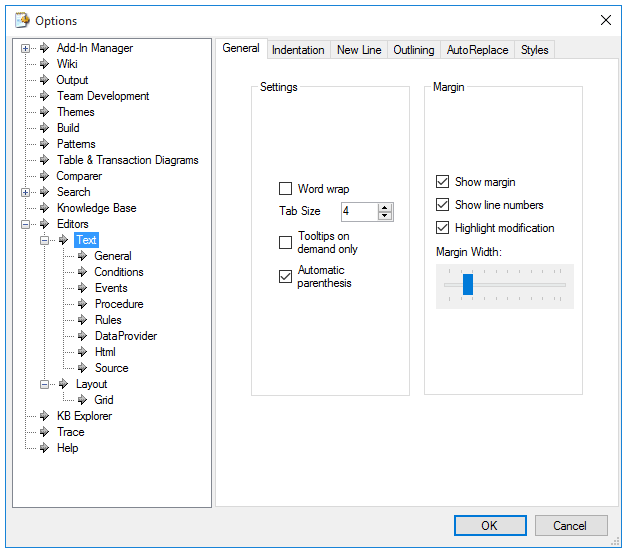 Options
Add-In Manager
Wiki
Output
Team Development
Themes
Build
Patterns
Table & Transaction Diagrams
Comparer
Search
Knowledge Base
Editors
Text
General
Conditions
Events
Procedure
Rules
DataProvider
Html
Source
Layout
Grid
KB Explorer
Trace
Help
General Indentation New Line Outlining AutoReplace Styles
Settings
Word wrap
Tab Size 4
Tooltips on
demand only
Automatic
parenthesis
Margin
Show margin
Show line numbers
Highlight modification
Margin Width:
OK Cancel